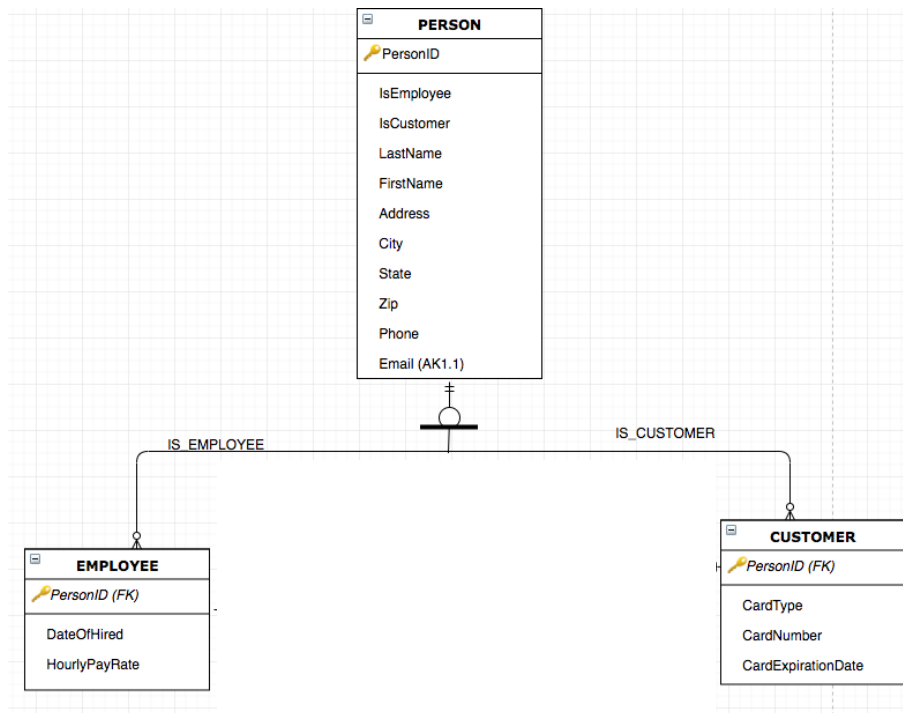 PERSON
PersonID
IsEmployee
IsCustomer
LastName
FirstName
Address
City
State
Zip
Phone
Email (AK1.1)
IS_EMPLOYEE
IS_CUSTOMER
EMPLOYEE
PersonID (FK)
DateOfHired
HourlyPayRate
CUSTOMER
PersonID (FK)
CardType
CardNumber
CardExpirationDate